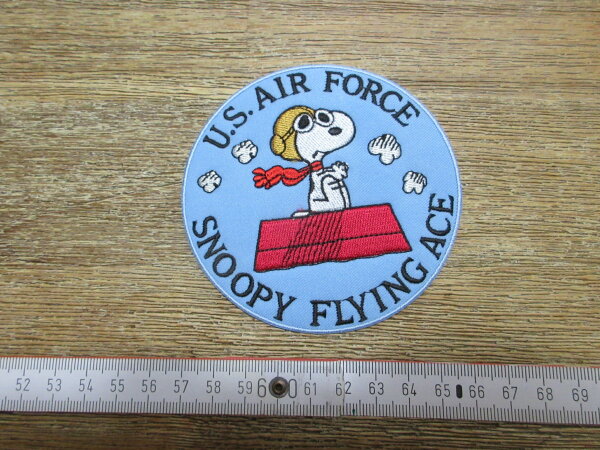 U.S. AIR FORCE
SNOOPY FLYING ACE
52 53 54 55 56 57 58 59 60 61 62 63 64 65 66 67 68 69